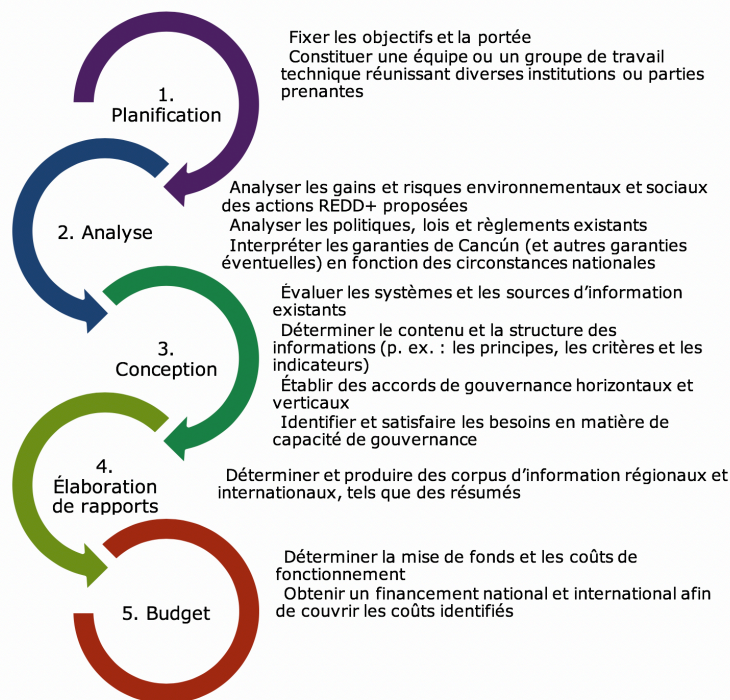 1.
Planification
Fixer les objectifs et la portée
Constituer une équipe ou un groupe de travail
technique réunissant diverses institutions ou parties
prenantes
2. Analyse
Analyser les gains et risques environnementaux et sociaux
des actions REDD+ proposées
Analyser les politiques, lois et règlements existants
Interpréter les garanties de Cancún (et autres garanties
éventuelles) en fonction des circonstances nationales
3.
Conception
Évaluer les systèmes et les sources d’information
existants
Déterminer le contenu et la structure des
informations (p. ex. : les principes, les critères et les
indicateurs)
Établir des accords de gouvernance horizontaux et
verticaux
Identifier et satisfaire les besoins en matière de
capacité de gouvernance
4.
Élaboration
de rapports
Déterminer et produire des corpus d’information régionaux et
internationaux, tels que des résumés
5. Budget
Déterminer la mise de fonds et les coûts de
fonctionnement
Obtenir un financement national et international afin
de couvrir les coûts identifiés